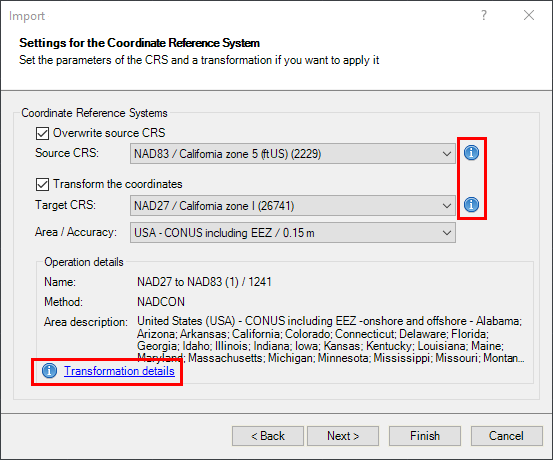 Import
Settings for the Coordinate Reference System
Set the parameters of the CRS and a transformation if you want to apply it
Coordinate Reference Systems
Overwrite source CRS
Source CRS: NAD83 / California zone 5 (ftUS) (2229)
Transform the coordinates
Target CRS: NAD27 / California zone I (26741)
Area / Accuracy: USA - CONUS including EEZ / 0.15 m
Operation details
Name: NAD27 to NAD83 (1) / 1241
Method: NADCON
Area description: United States (USA) - CONUS including EEZ -onshore and offshore - Alabama;
Arizona; Arkansas; California; Colorado; Connecticut; Delaware; Florida;
Georgia; Idaho; Illinois; Indiana; Iowa; Kansas; Kentucky; Louisiana; Maine;
Maryland; Massachusetts; Michigan; Minnesota; Mississippi; Missouri; Montan...
Transformation details
< Back Next > Finish Cancel